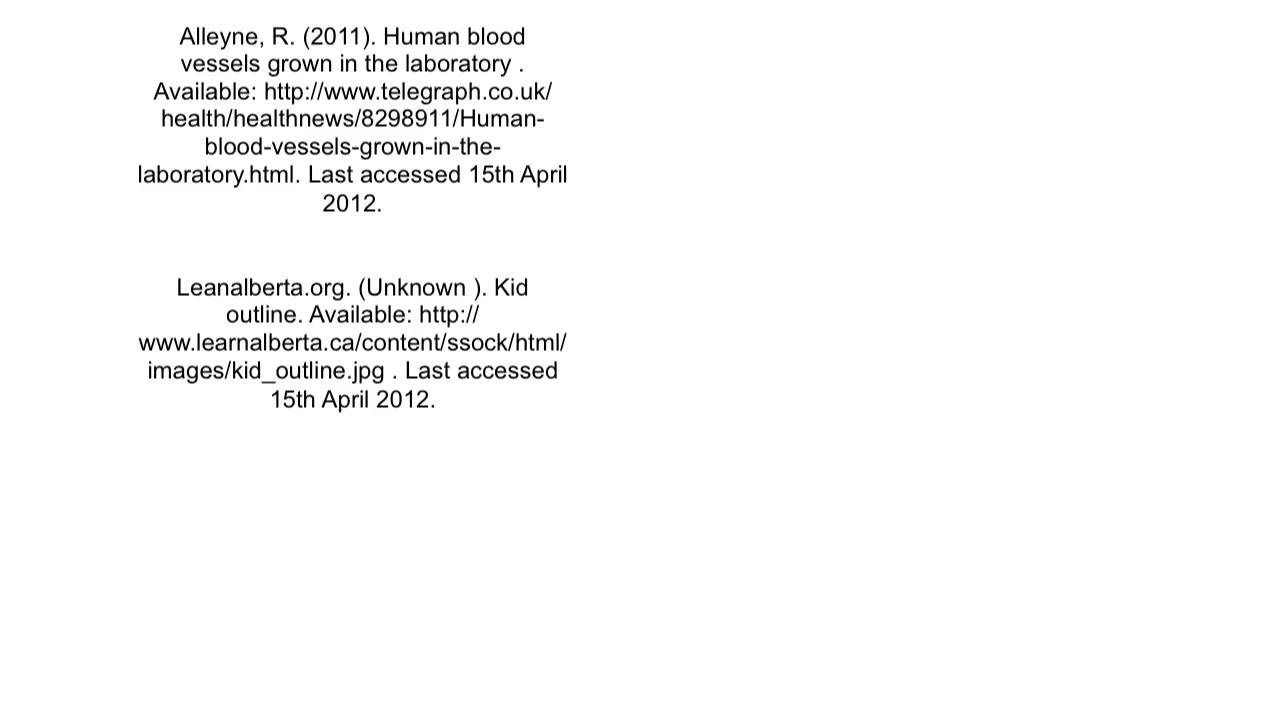 Alleyne, R. (2011). Human blood
vessels grown in the laboratory .
Available: http://www.telegraph.co.uk/
health/healthnews/8298911/Human-
blood-vessels-grown-in-the-
laboratory.html. Last accessed 15th April
2012.
Leanalberta.org. (Unknown ). Kid
outline. Available: http://
www.learnalberta.ca/content/ssock/html/
images/kid_outline.jpg . Last accessed
15th April 2012.